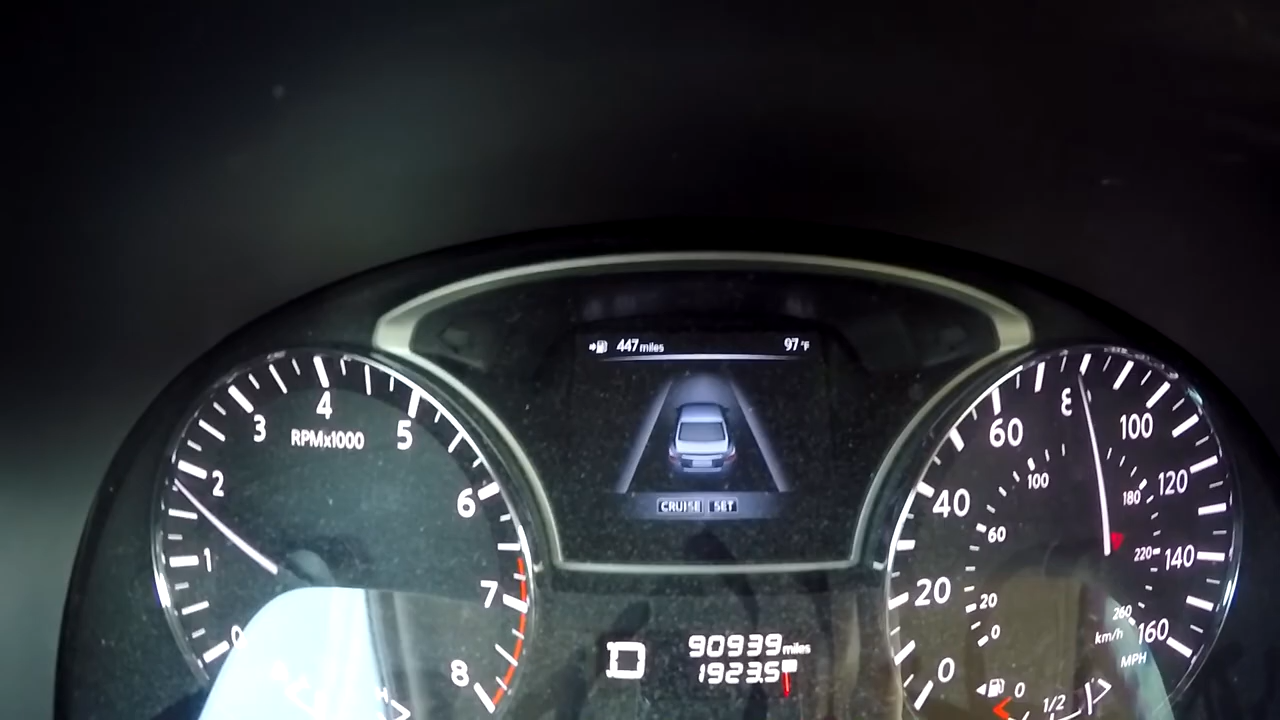 447 miles 97 °F
CRUISE SET
0 1 2 3 4 5 6 7 8
RPMx1000
0 20 40 60 8 100 120 140 160
MPH
0 20 60 100 180 220 260
km/h
D
90939 miles
1923.5
0 1/2